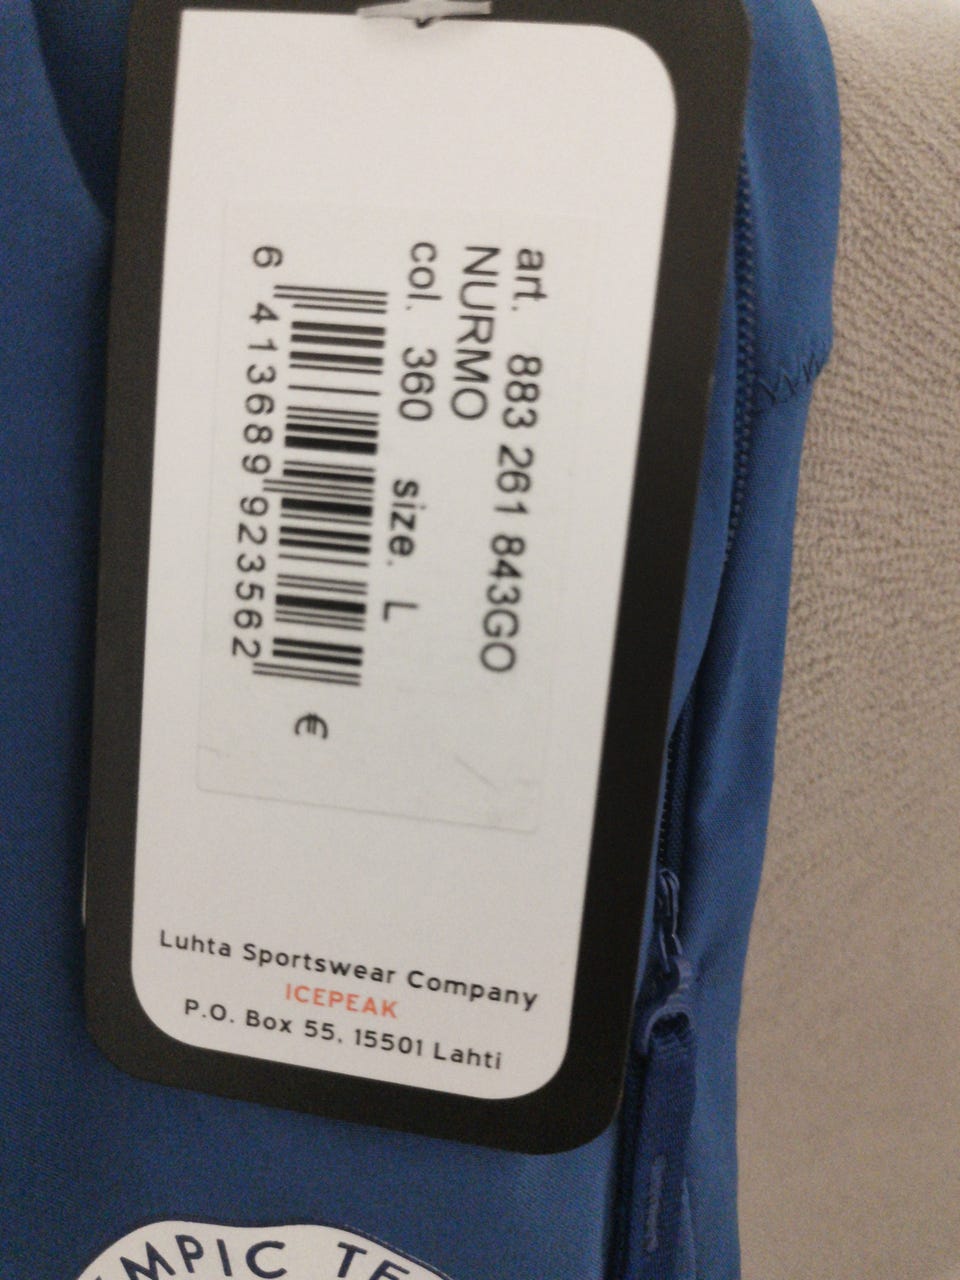 art. 883 261 843GO
NURMO
col. 360 size. L
6 413689 923562
€
Luhta Sportswear Company
ICEPEAK
P.O. Box 55, 15501 Lahti
MPIC TE